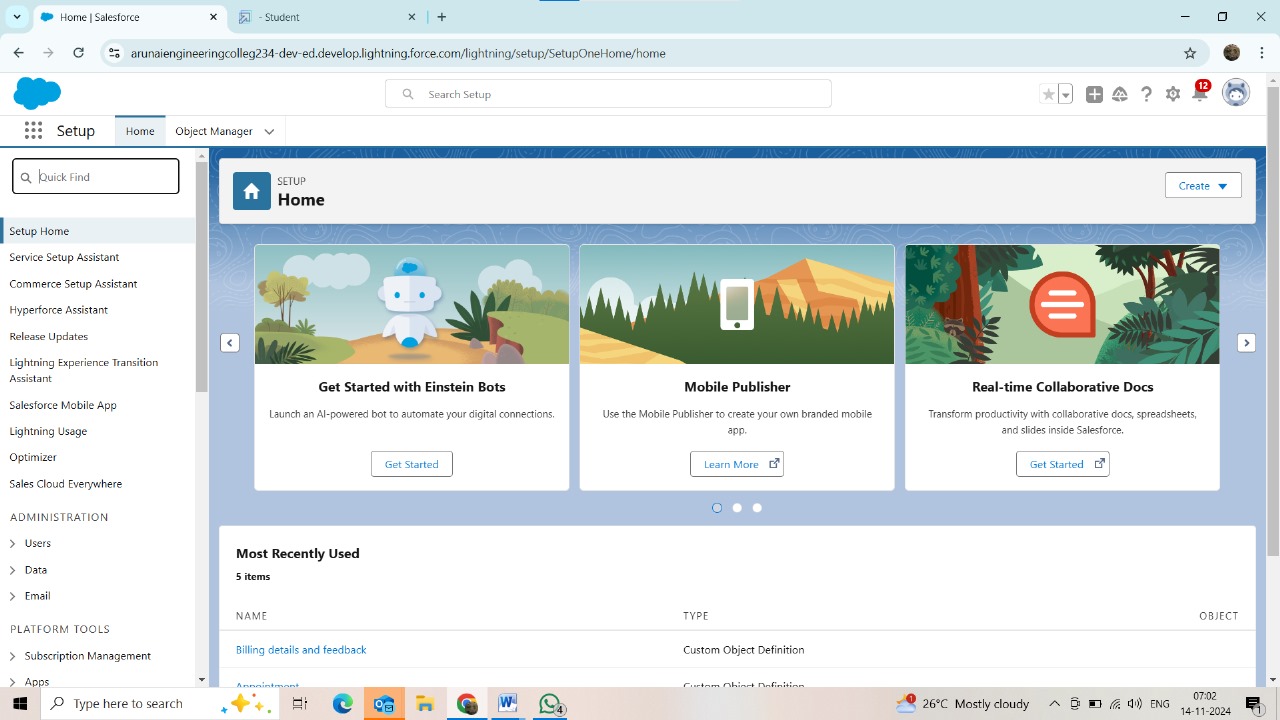 Home | Salesforce
- Student
arunaiengineeringcollege234-dev-ed.develop.lightning.force.com/lightning/setup/SetupOneHome/home
Search Setup
12
Setup
Home
Object Manager
Quick Find
Setup Home
Service Setup Assistant
Commerce Setup Assistant
Hyperforce Assistant
Release Updates
Lightning Experience Transition
Assistant
Salesforce Mobile App
Lightning Usage
Optimizer
Sales Cloud Everywhere
ADMINISTRATION
Users
Data
Email
PLATFORM TOOLS
Subscription Management
Apps
SETUP
Home
Create
Get Started with Einstein Bots
Launch an AI-powered bot to automate your digital connections.
Get Started
Mobile Publisher
Use the Mobile Publisher to create your own branded mobile
app.
Learn More
Real-time Collaborative Docs
Transform productivity with collaborative docs, spreadsheets,
and slides inside Salesforce.
Get Started
Most Recently Used
5 items
NAME TYPE OBJECT
Billing details and feedback Custom Object Definition
Appointment Custom Object Definition
Type here to search
4
1
26°C Mostly cloudy
ENG
07:02
14-11-2024
1